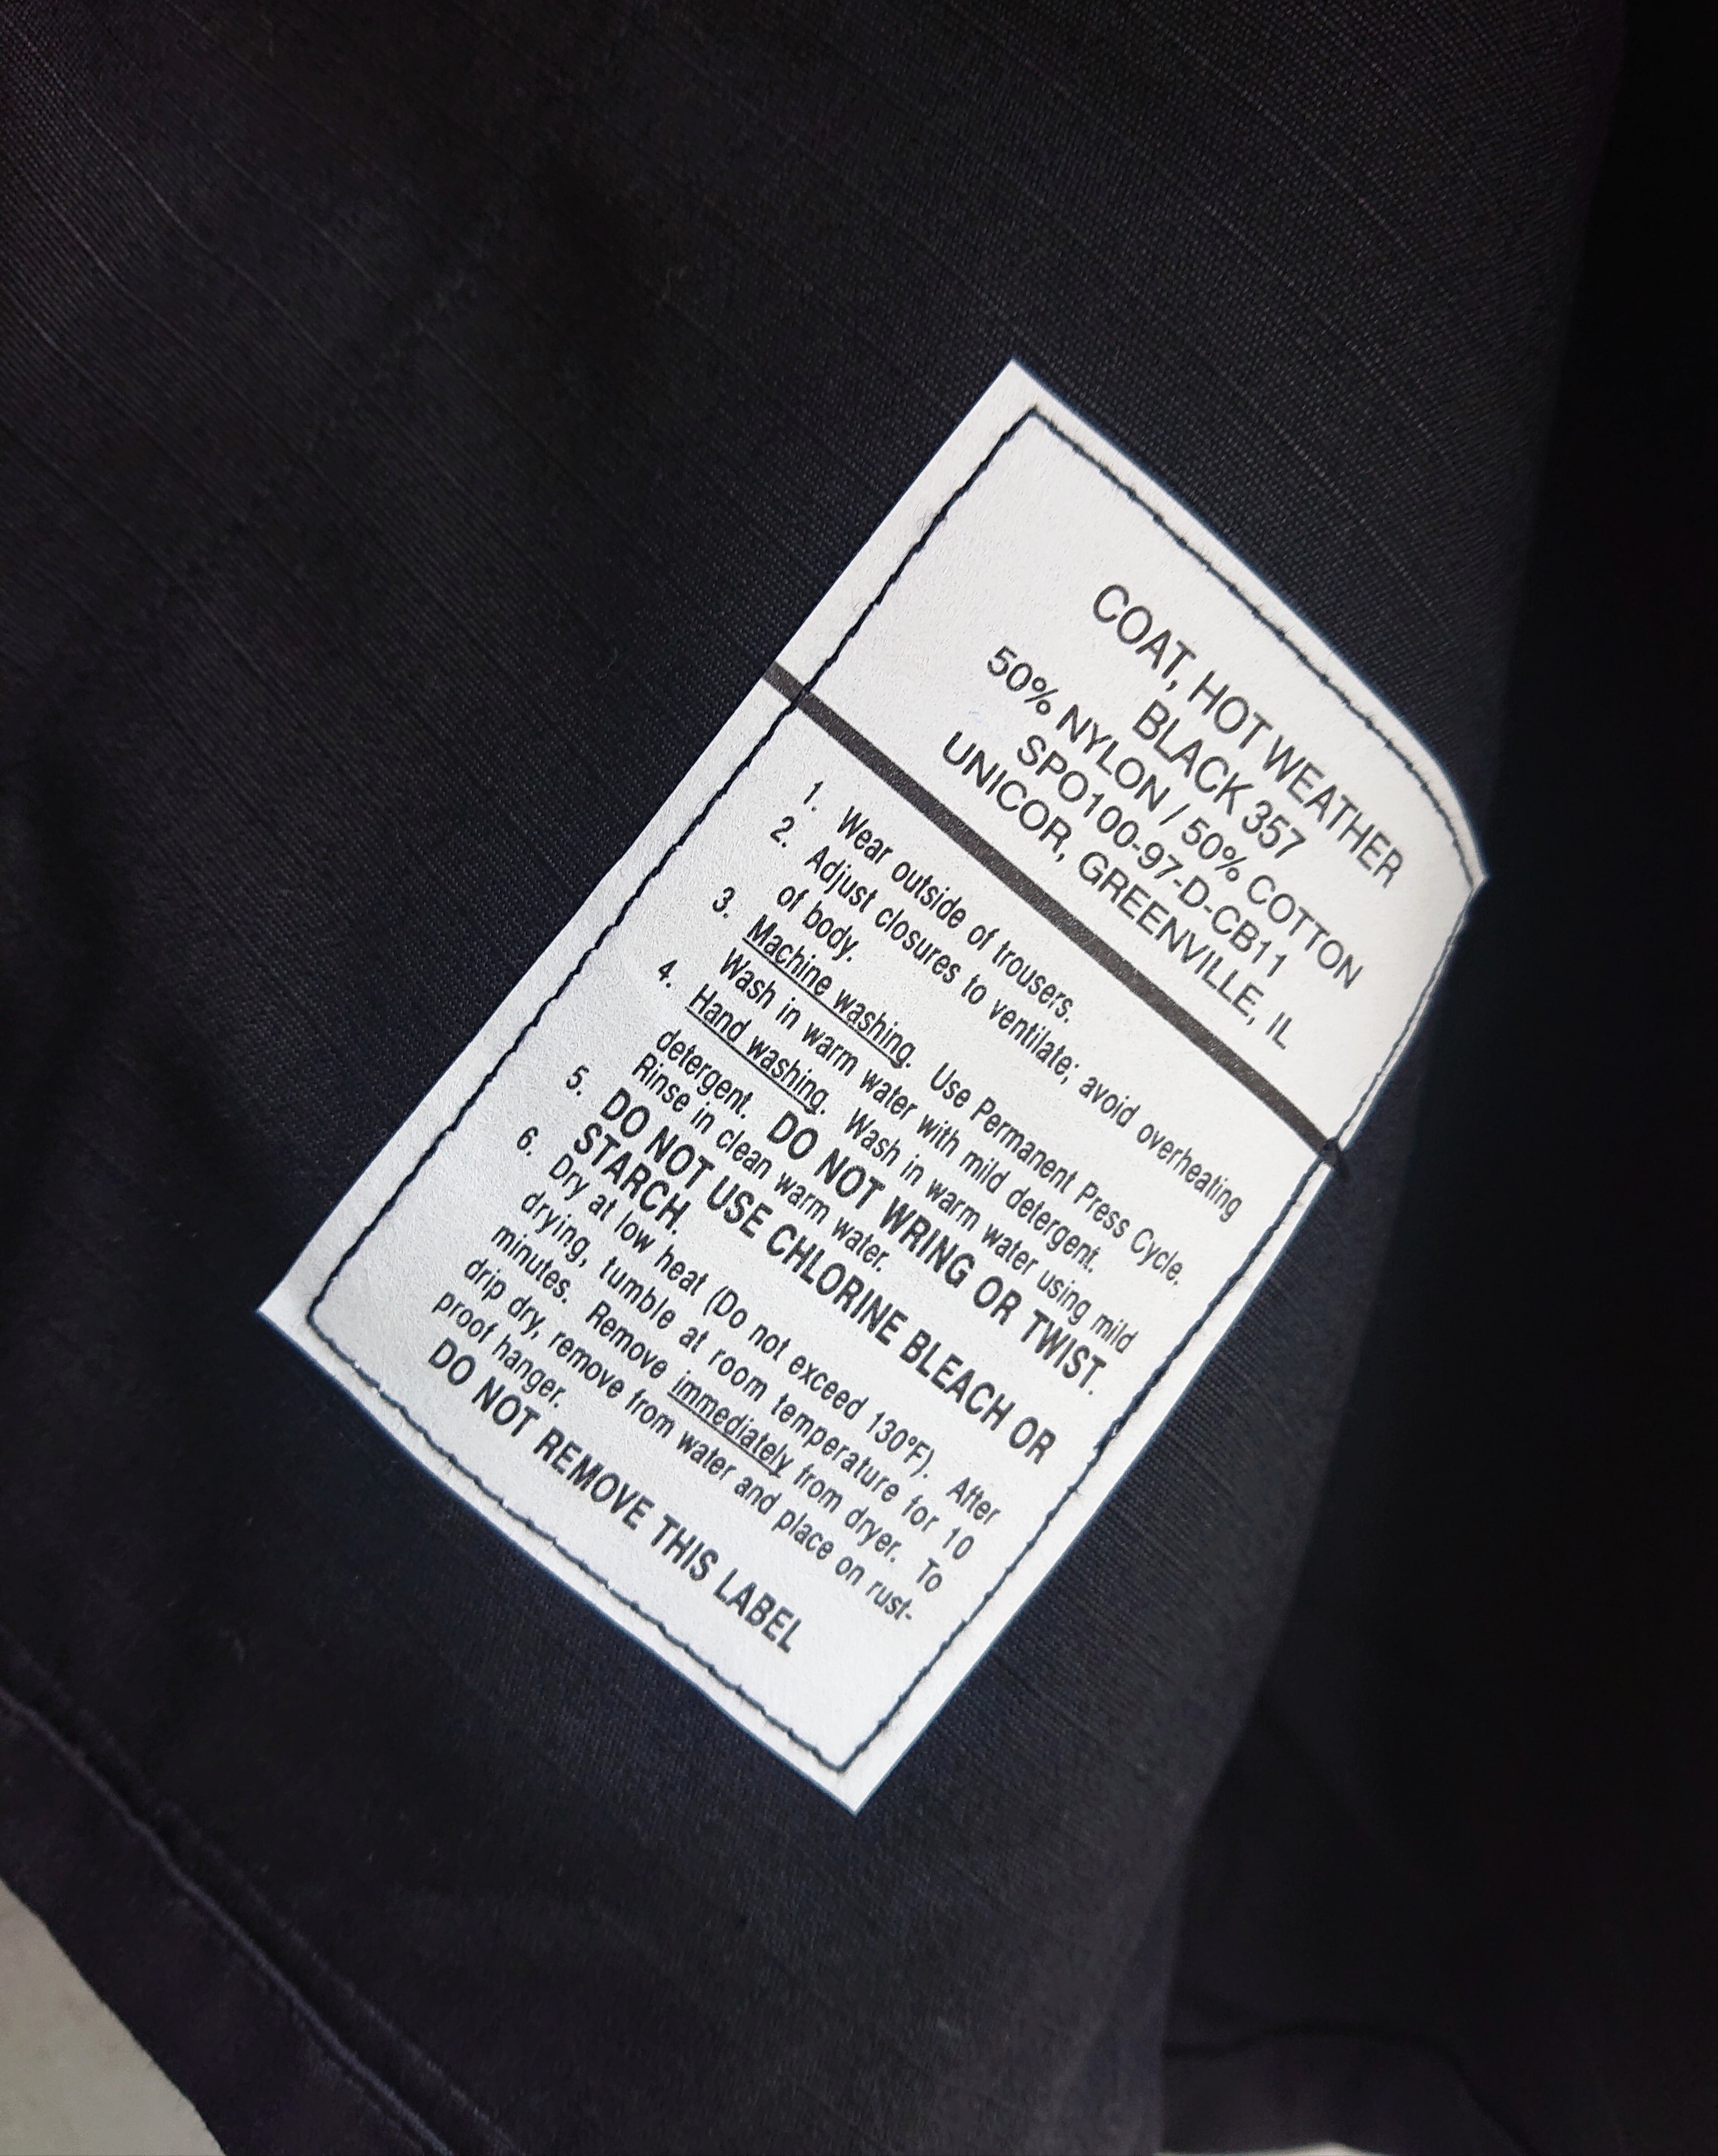 COAT, HOT WEATHER
BLACK 357
50% NYLON / 50% COTTON
SPO100-97-D-CB11
UNICOR, GREENVILLE, IL
1. Wear outside of trousers.
2. Adjust closures to ventilate; avoid overheating
of body.
3. Machine washing. Use Permanent Press Cycle.
Wash in warm water with mild detergent.
4. Hand washing. Wash in warm water using mild
detergent. DO NOT WRING OR TWIST.
Rinse in clean warm water.
5. DO NOT USE CHLORINE BLEACH OR
STARCH.
6. Dry at low heat (Do not exceed 130°F). After
drying, tumble at room temperature for 10
minutes. Remove immediately from dryer. To
drip dry, remove from water and place on rust-
proof hanger.
DO NOT REMOVE THIS LABEL